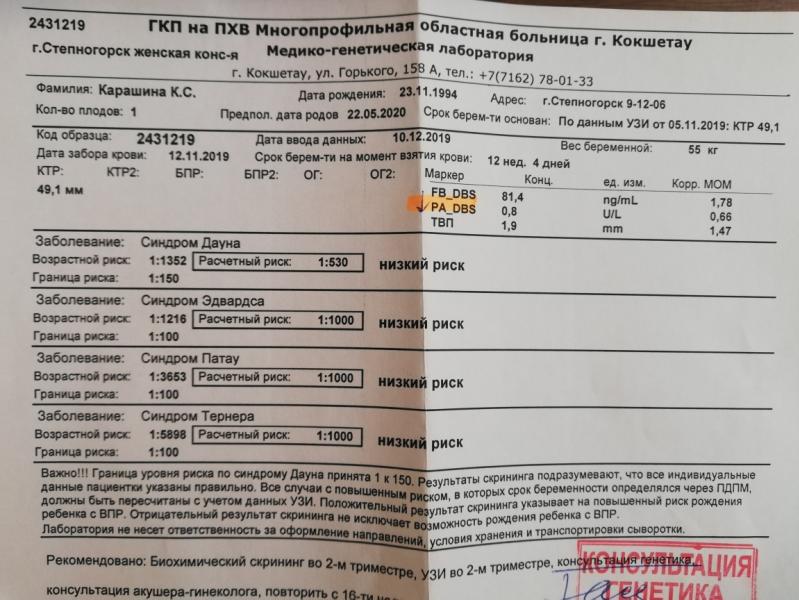 2431219 ГКП на ПХВ Многопрофильная областная больница г. Кокшетау
г.Степногорск женская конс-я Медико-генетическая лаборатория
г. Кокшетау, ул. Горького, 158 А, тел.: +7(7162) 78-01-33
Фамилия: Карашина К.С. Дата рождения: 23.11.1994 Адрес: г.Степногорск 9-12-06
Кол-во плодов: 1 Предпол. дата родов 22.05.2020 Срок берем-ти основан: По данным УЗИ от 05.11.2019: КТР 49,1
Код образца: 2431219 Дата ввода данных: 10.12.2019 Вес беременной: 55 кг
Дата забора крови: 12.11.2019 Срок берем-ти на момент взятия крови: 12 нед. 4 дней
КТР: КТР2: БПР: БПР2: ОГ: ОГ2: Маркер Конц. ед. изм. Корр. МОМ
49,1 мм FB_DBS 81,4 ng/mL 1,78
PA_DBS 0,8 U/L 0,66
ТВП 1,9 mm 1,47
Заболевание: Синдром Дауна
Возрастной риск: 1:1352 Расчетный риск: 1:530 низкий риск
Граница риска: 1:150
Заболевание: Синдром Эдвардса
Возрастной риск: 1:1216 Расчетный риск: 1:1000 низкий риск
Граница риска: 1:100
Заболевание: Синдром Патау
Возрастной риск: 1:3653 Расчетный риск: 1:1000 низкий риск
Граница риска: 1:100
Заболевание: Синдром Тернера
Возрастной риск: 1:5898 Расчетный риск: 1:1000 низкий риск
Граница риска: 1:100
Важно!! Граница уровня риска по синдрому Дауна принята 1 к 150. Результаты скрининга подразумевают, что все индивидуальные
данные пациентки указаны правильно. Все случаи с повышенным риском, в которых срок беременности определялся через ПДПМ,
должны быть пересчитаны с учетом данных УЗИ. Положительный результат скрининга указывает на повышенный риск рождения
ребенка с ВПР. Отрицательный результат скрининга не исключает возможность рождения ребенка с ВПР.
Лаборатория не несет ответственность за оформление направлений, условия хранения и транспортировки сыворотки.
Рекомендовано: Биохимический скрининг во 2-м триместре, УЗИ во 2-м триместре, консультация генетика,
консультация акушера-гинеколога, повторить с 16-ти
КОНСУЛЬТАЦИЯ
ГЕНЕТИКА